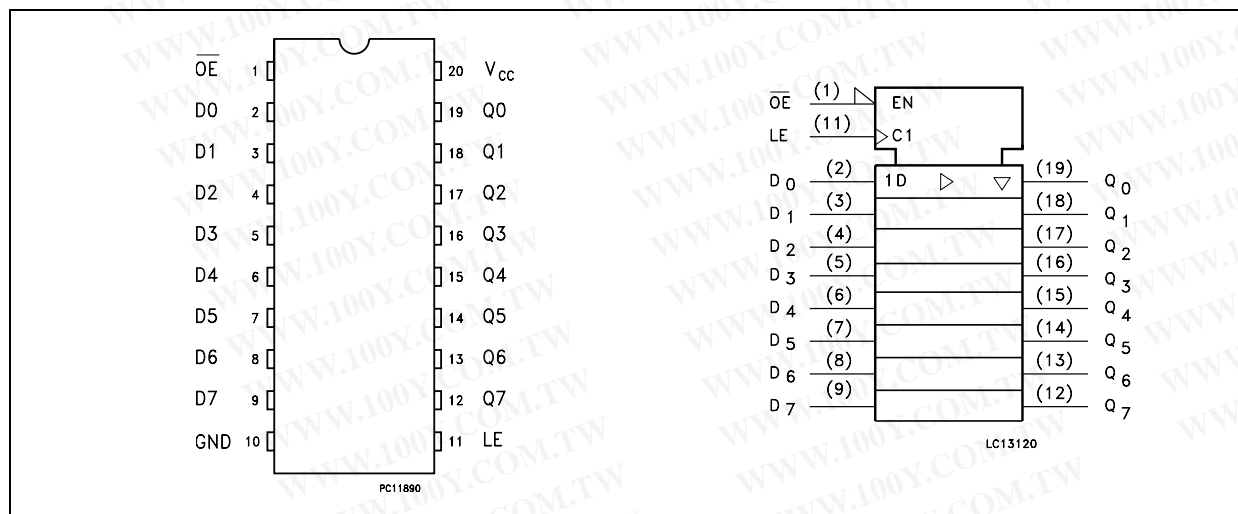 OE 1 20 VCC
D0 2 19 Q0
D1 3 18 Q1
D2 4 17 Q2
D3 5 16 Q3
D4 6 15 Q4
D5 7 14 Q5
D6 8 13 Q6
D7 9 12 Q7
GND 10 11 LE
PC11890
OE (1) EN
LE (11) C1
D0 (2) 1D (19) Q0
D1 (3) (18) Q1
D2 (4) (17) Q2
D3 (5) (16) Q3
D4 (6) (15) Q4
D5 (7) (14) Q5
D6 (8) (13) Q6
D7 (9) (12) Q7
LC13120
WWW.100Y.COM.TW